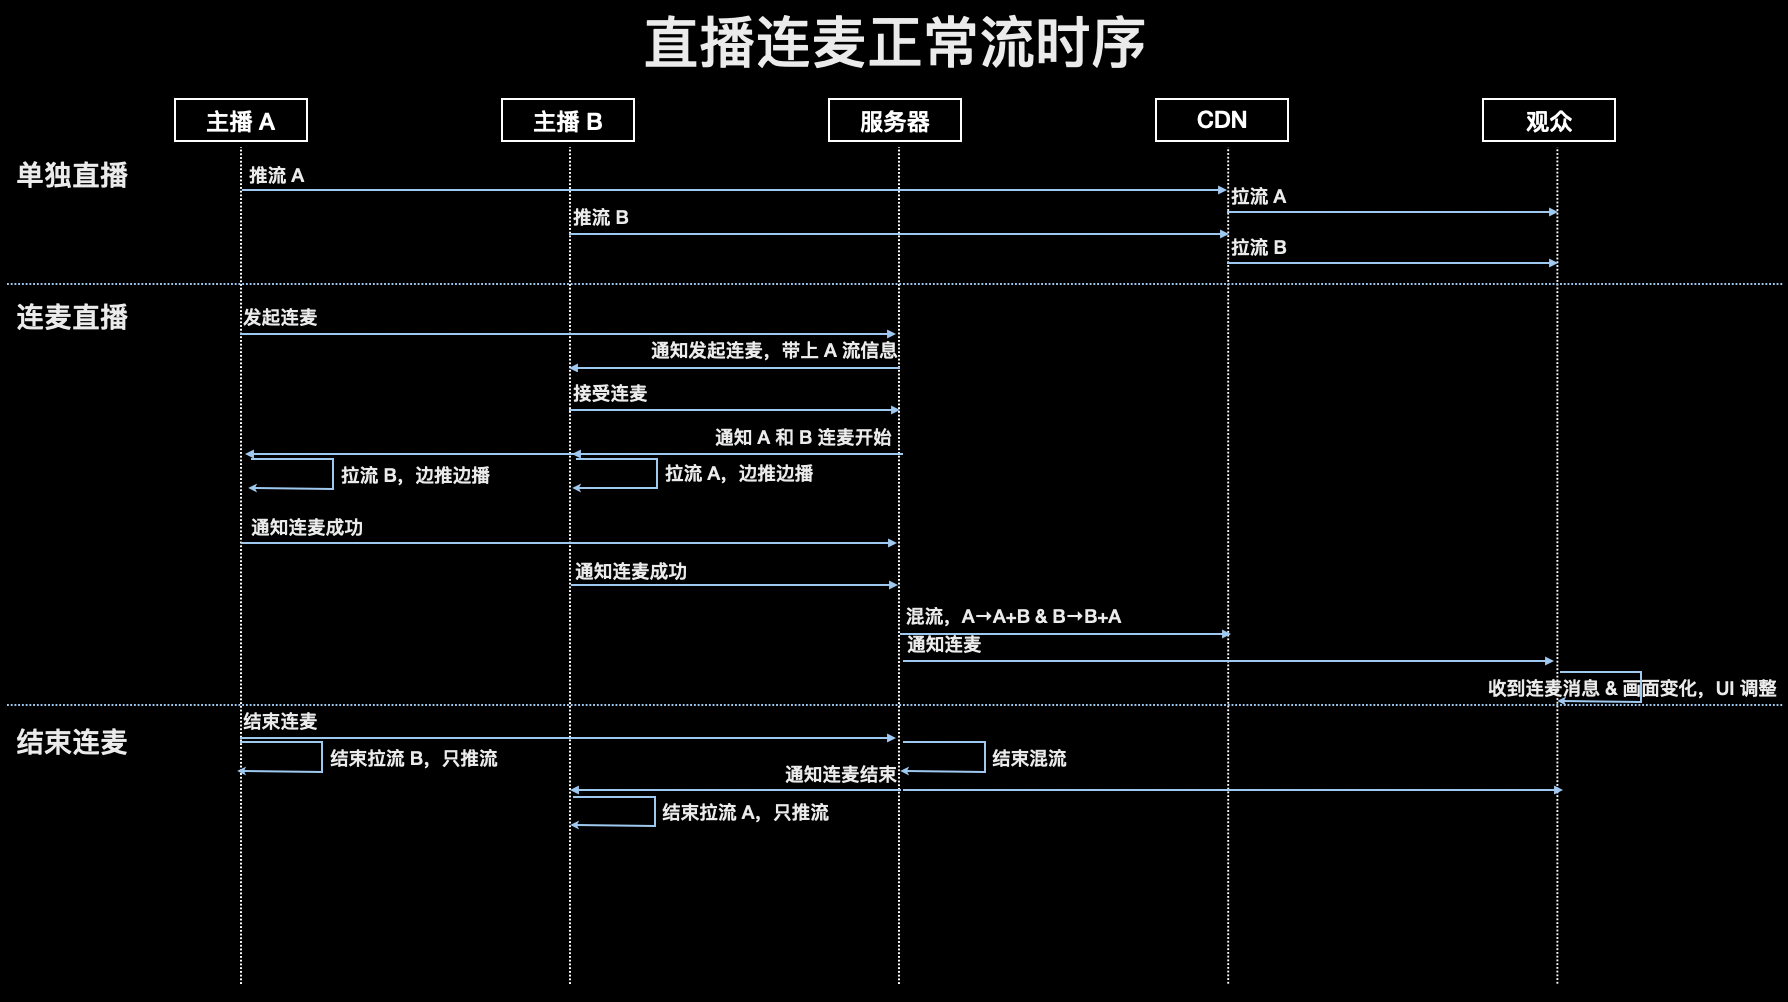 直播连麦正常流时序
主播 A
主播 B
服务器
CDN
观众
单独直播
推流 A
拉流 A
推流 B
拉流 B
连麦直播
发起连麦
通知发起连麦，带上 A 流信息
接受连麦
通知 A 和 B 连麦开始
拉流 B，边推边播
拉流 A，边推边播
通知连麦成功
通知连麦成功
混流，A→A+B & B→B+A
通知连麦
收到连麦消息 & 画面变化，UI 调整
结束连麦
结束连麦
结束拉流 B，只推流
结束混流
通知连麦结束
结束拉流 A，只推流